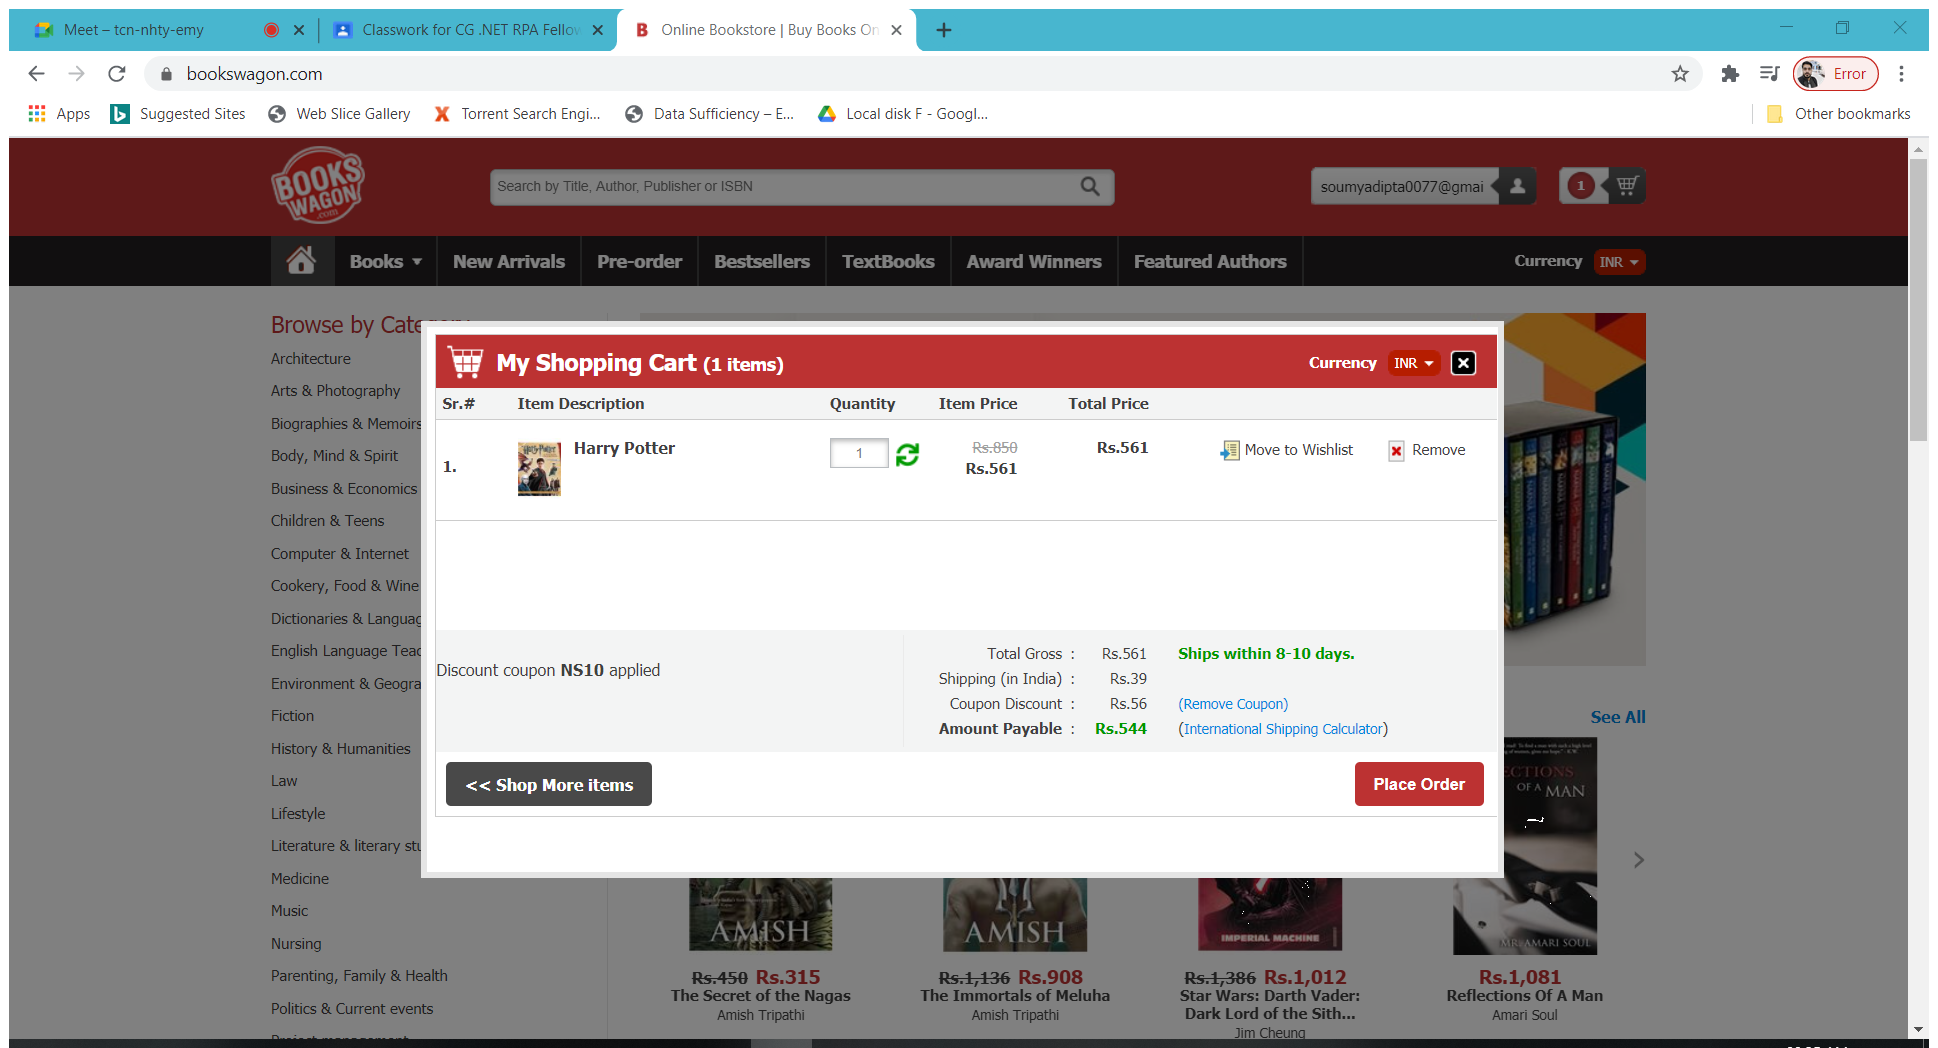 Meet – tcn-nhty-emy
Classwork for CG .NET RPA Fello
Online Bookstore | Buy Books On
bookswagon.com
Error
Apps
Suggested Sites
Web Slice Gallery
Torrent Search Engi...
Data Sufficiency – E...
Local disk F - Googl...
Other bookmarks
BOOKS
WAGON
.com
Search by Title, Author, Publisher or ISBN
soumyadipta0077@gmai
1
Books
New Arrivals
Pre-order
Bestsellers
TextBooks
Award Winners
Featured Authors
Currency
INR
Browse by Category
Architecture
Arts & Photography
Biographies & Memoirs
Body, Mind & Spirit
Business & Economics
Children & Teens
Computer & Internet
Cookery, Food & Wine
Dictionaries & Languag
English Language Teac
Environment & Geogra
Fiction
History & Humanities
Law
Lifestyle
Literature & literary stu
Medicine
Music
Nursing
Parenting, Family & Health
Politics & Current events
Project management
My Shopping Cart (1 items)
Currency INR
Sr.# Item Description Quantity Item Price Total Price
1. Harry Potter 1 Rs.850 Rs.561 Move to Wishlist Remove
Rs.561
Discount coupon NS10 applied
Total Gross : Rs.561 Ships within 8-10 days.
Shipping (in India) : Rs.39
Coupon Discount : Rs.56 (Remove Coupon)
Amount Payable : Rs.544 (International Shipping Calculator)
<< Shop More items
Place Order
See All
OF A MAN
MR. AMARI SOUL
AMISH
AMISH
IMPERIAL MACHINE
Rs.450 Rs.315
The Secret of the Nagas
Amish Tripathi
Rs.1,136 Rs.908
The Immortals of Meluha
Amish Tripathi
Rs.1,386 Rs.1,012
Star Wars: Darth Vader:
Dark Lord of the Sith...
Jim Cheung
Rs.1,081
Reflections Of A Man
Amari Soul